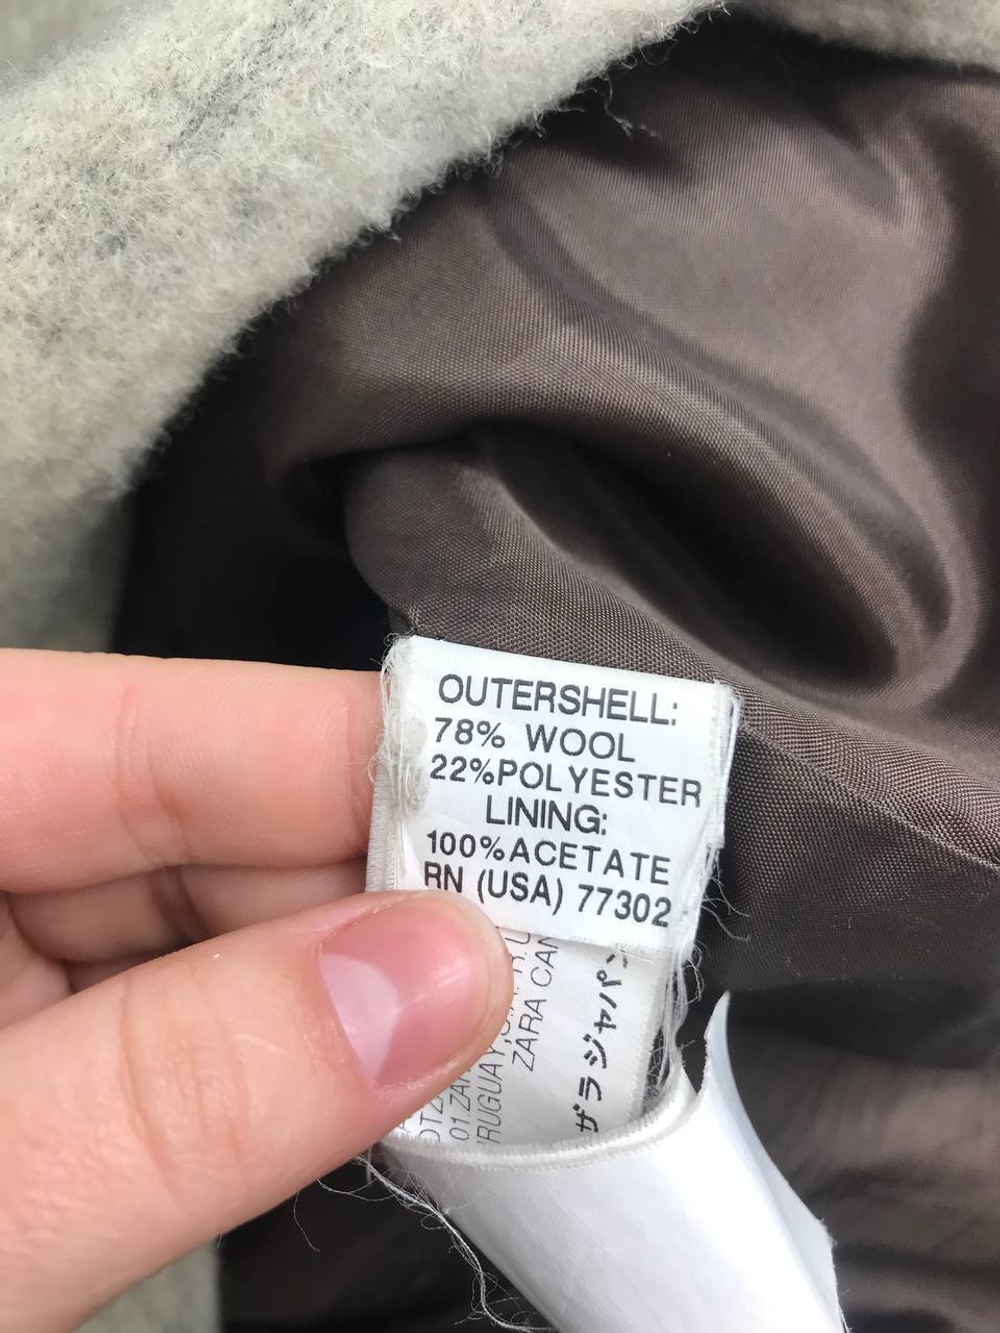 OUTERSHELL:
78% WOOL
22%POLYESTER
LINING:
100%ACETATE
RN (USA) 77302
ZARA CAN
ザラジャパン